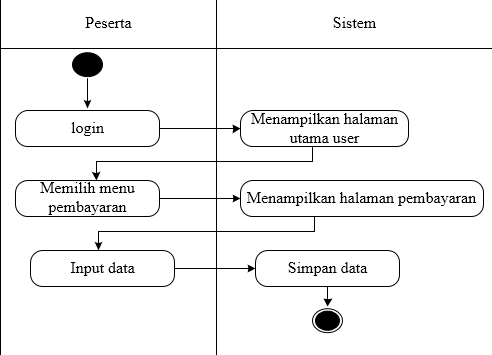 Peserta
Sistem
login
Menampilkan halaman
utama user
Memilih menu
pembayaran
Menampilkan halaman pembayaran
Input data
Simpan data